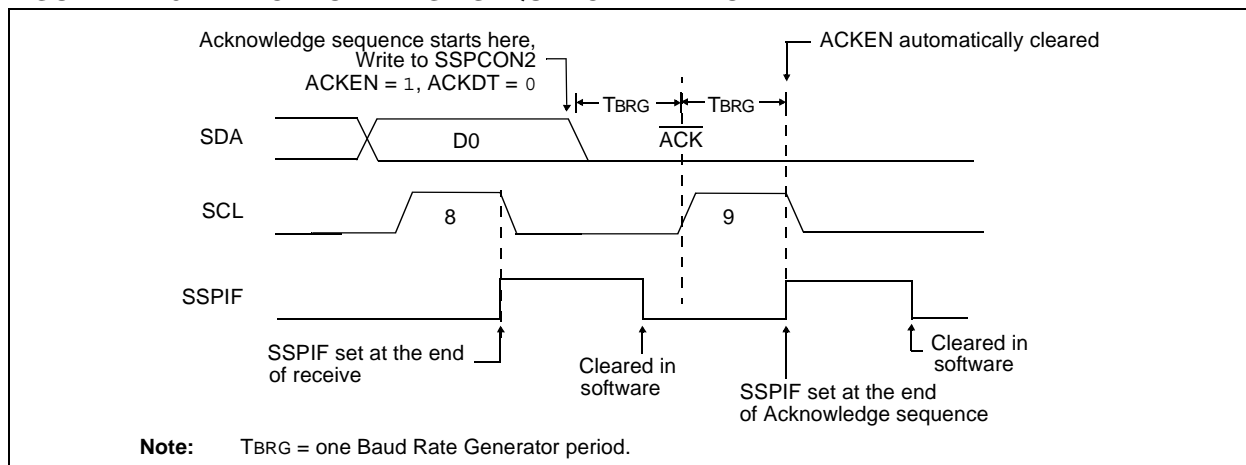 Acknowledge sequence starts here,
Write to SSPCON2
ACKEN = 1, ACKDT = 0
ACKEN automatically cleared
TBRG
TBRG
SDA
D0
ACK
SCL
8
9
SSPIF
SSPIF set at the end
of receive
Cleared in
software
SSPIF set at the end
of Acknowledge sequence
Cleared in
software
Note: TBRG = one Baud Rate Generator period.